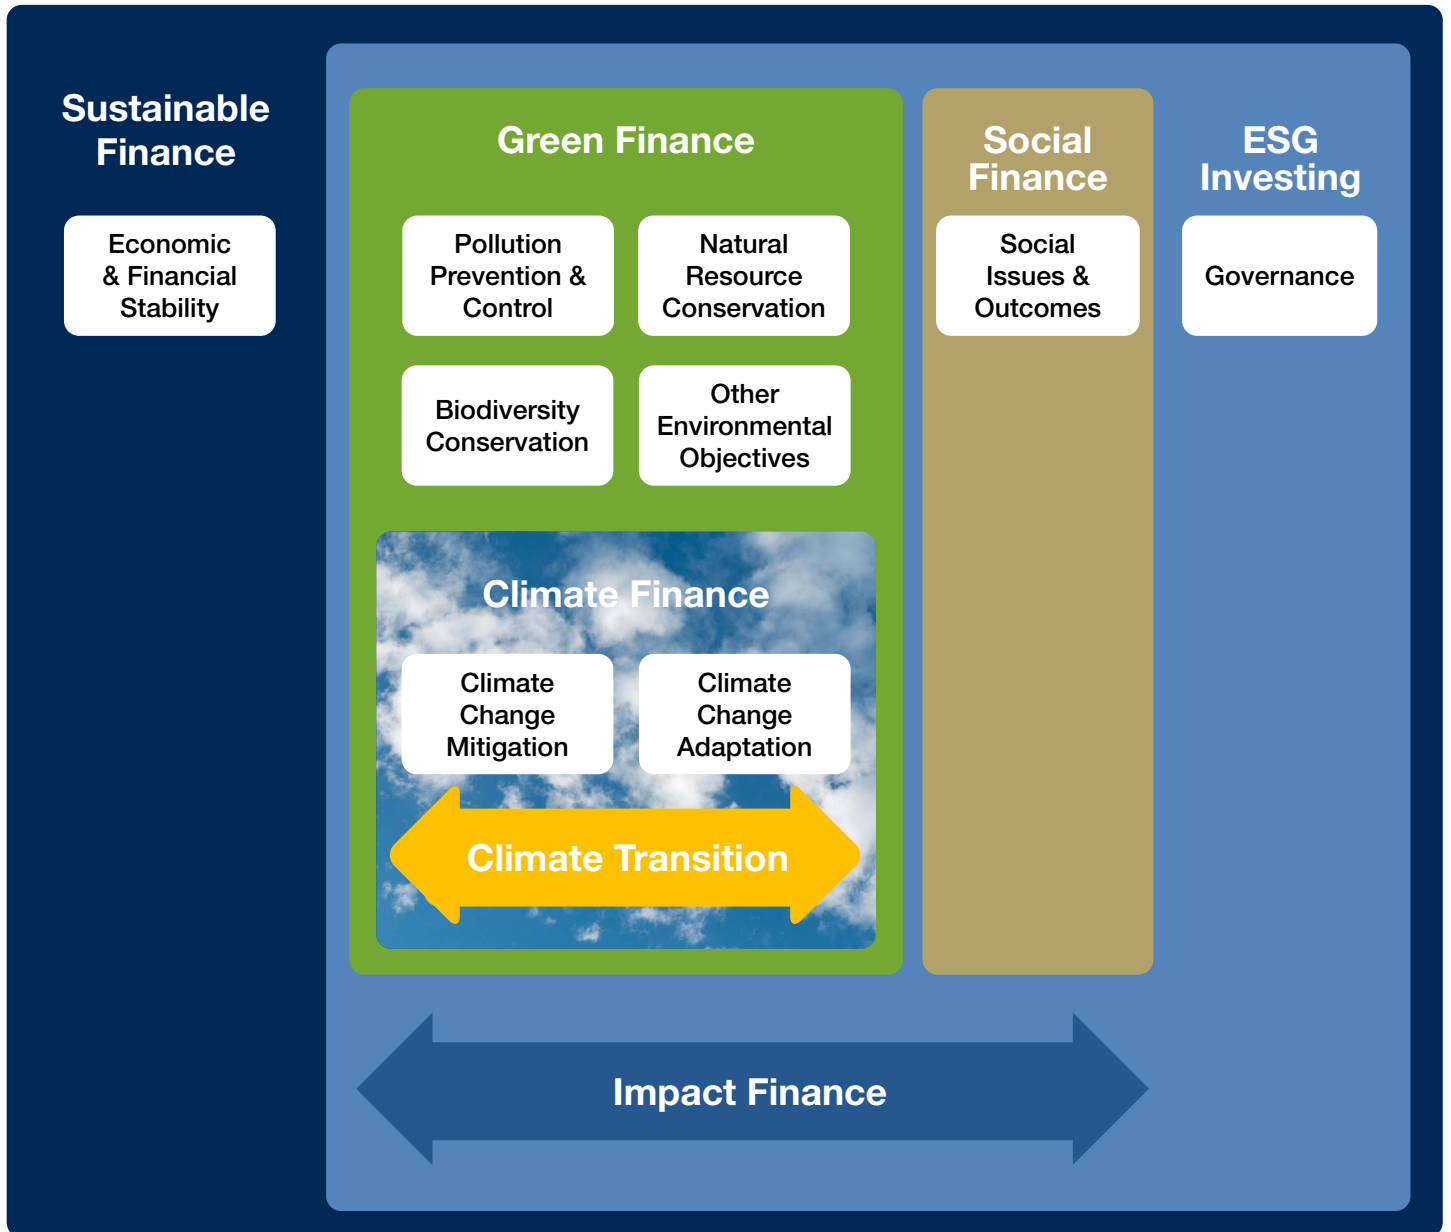 Sustainable
Finance
Economic
& Financial
Stability
Green Finance
Pollution
Prevention &
Control
Natural
Resource
Conservation
Biodiversity
Conservation
Other
Environmental
Objectives
Climate Finance
Climate
Change
Mitigation
Climate
Change
Adaptation
Climate Transition
Social
Finance
Social
Issues &
Outcomes
ESG
Investing
Governance
Impact Finance